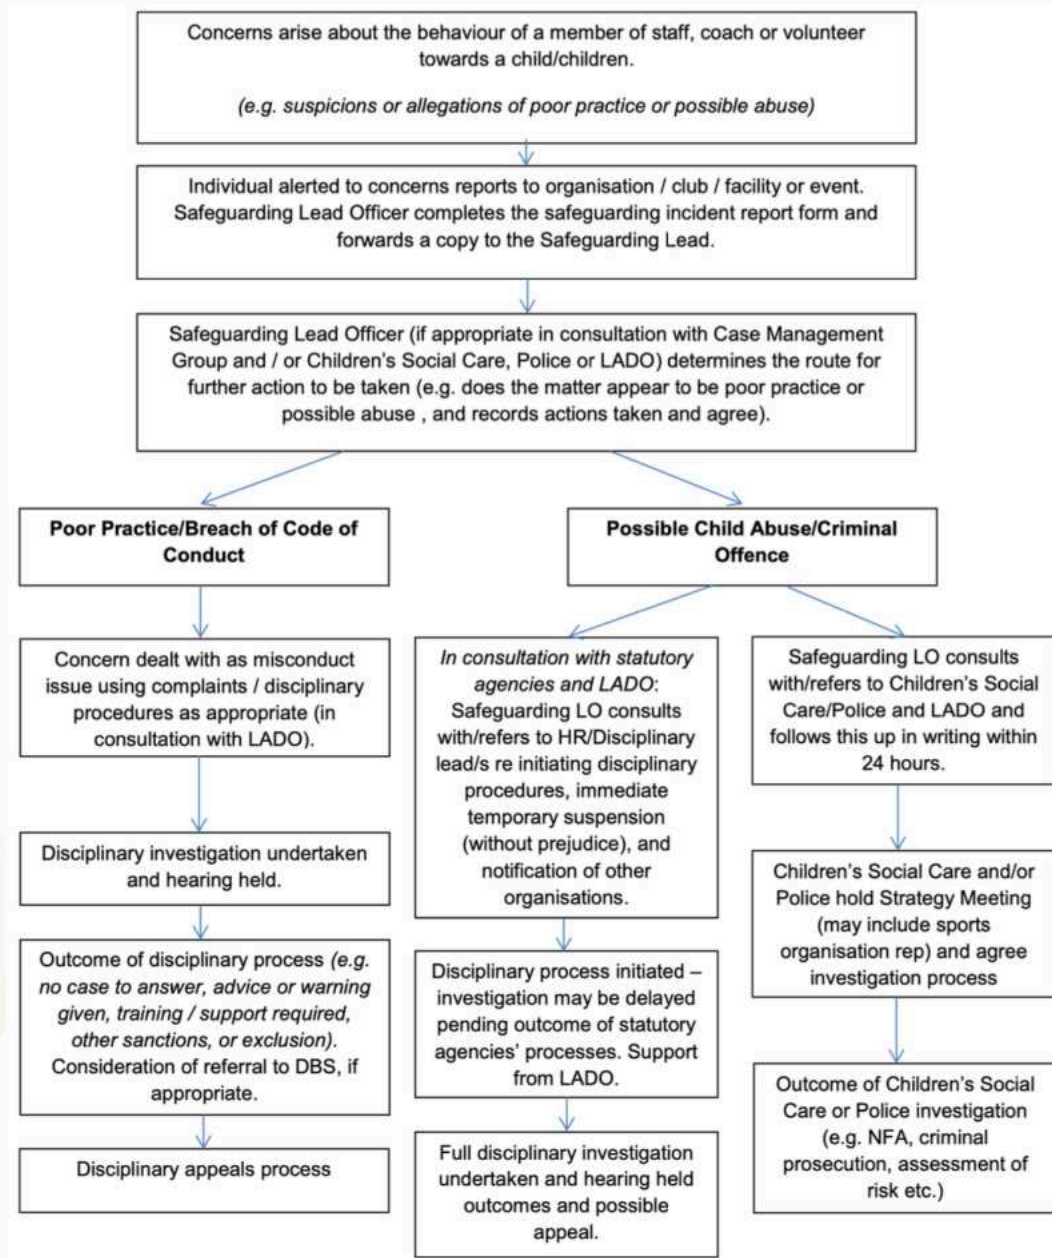 Concerns arise about the behaviour of a member of staff, coach or volunteer
towards a child/children.
(e.g. suspicions or allegations of poor practice or possible abuse)
Individual alerted to concerns reports to organisation / club / facility or event.
Safeguarding Lead Officer completes the safeguarding incident report form and
forwards a copy to the Safeguarding Lead.
Safeguarding Lead Officer (if appropriate in consultation with Case Management
Group and / or Children's Social Care, Police or LADO) determines the route for
further action to be taken (e.g. does the matter appear to be poor practice or
possible abuse , and records actions taken and agree).
Poor Practice/Breach of Code of
Conduct
Concern dealt with as misconduct
issue using complaints / disciplinary
procedures as appropriate (in
consultation with LADO).
Disciplinary investigation undertaken
and hearing held.
Outcome of disciplinary process (e.g.
no case to answer, advice or warning
given, training / support required,
other sanctions, or exclusion).
Consideration of referral to DBS, if
appropriate.
Disciplinary appeals process
Possible Child Abuse/Criminal
Offence
In consultation with statutory
agencies and LADO:
Safeguarding LO consults
with/refers to HR/Disciplinary
lead/s re initiating disciplinary
procedures, immediate
temporary suspension
(without prejudice), and
notification of other
organisations.
Disciplinary process initiated –
investigation may be delayed
pending outcome of statutory
agencies' processes. Support
from LADO.
Full disciplinary investigation
undertaken and hearing held
outcomes and possible
appeal.
Safeguarding LO consults
with/refers to Children's Social
Care/Police and LADO and
follows this up in writing within
24 hours.
Children's Social Care and/or
Police hold Strategy Meeting
(may include sports
organisation rep) and agree
investigation process
Outcome of Children's Social
Care or Police investigation
(e.g. NFA, criminal
prosecution, assessment of
risk etc.)